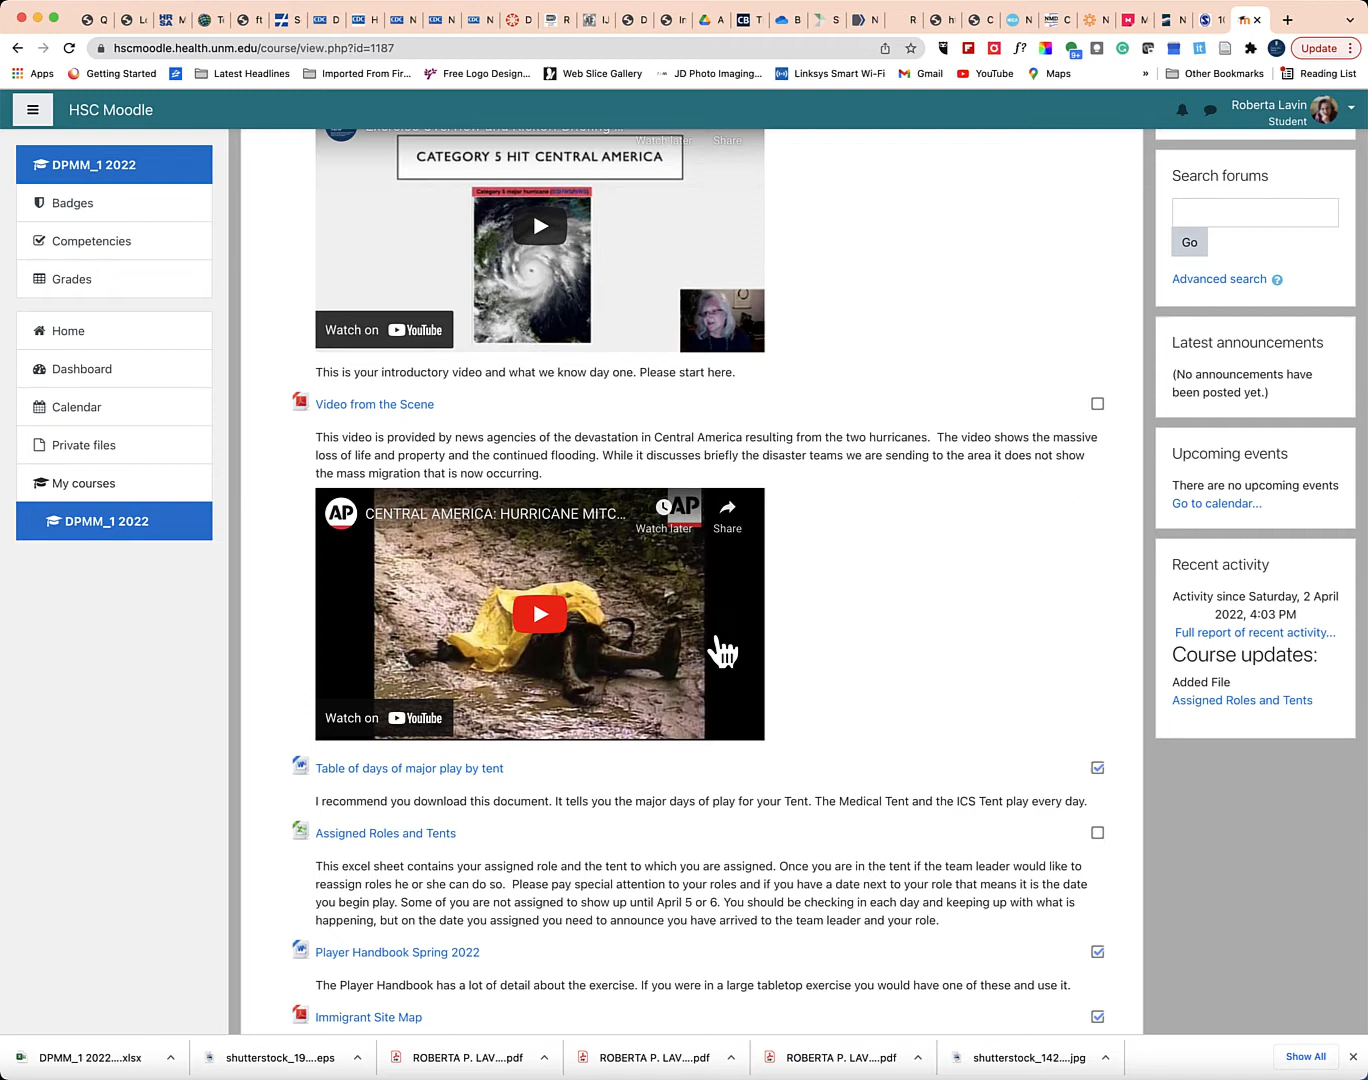 Update
hscmoodle.health.unm.edu/course/view.php?id=1187
Apps Getting Started Latest Headlines Imported From Fir... Free Logo Design... Web Slice Gallery JD Photo Imaging... Linksys Smart Wi-Fi Gmail YouTube Maps » Other Bookmarks Reading List
HSC Moodle
Roberta Lavin
Student
DPMM_1 2022
Badges
Competencies
Grades
Home
Dashboard
Calendar
Private files
My courses
DPMM_1 2022
Watch later Share
CATEGORY 5 HIT CENTRAL AMERICA
Category 5 major hurricane
Watch on YouTube
This is your introductory video and what we know day one. Please start here.
Video from the Scene
This video is provided by news agencies of the devastation in Central America resulting from the two hurricanes. The video shows the massive
loss of life and property and the continued flooding. While it discusses briefly the disaster teams we are sending to the area it does not show
the mass migration that is now occurring.
AP CENTRAL AMERICA: HURRICANE MITC... AP
Watch later Share
Watch on YouTube
Table of days of major play by tent
I recommend you download this document. It tells you the major days of play for your Tent. The Medical Tent and the ICS Tent play every day.
Assigned Roles and Tents
This excel sheet contains your assigned role and the tent to which you are assigned. Once you are in the tent if the team leader would like to
reassign roles he or she can do so. Please pay special attention to your roles and if you have a date next to your role that means it is the date
you begin play. Some of you are not assigned to show up until April 5 or 6. You should be checking in each day and keeping up with what is
happening, but on the date you assigned you need to announce you have arrived to the team leader and your role.
Player Handbook Spring 2022
The Player Handbook has a lot of detail about the exercise. If you were in a large tabletop exercise you would have one of these and use it.
Immigrant Site Map
Search forums
Go
Advanced search
Latest announcements
(No announcements have
been posted yet.)
Upcoming events
There are no upcoming events
Go to calendar...
Recent activity
Activity since Saturday, 2 April
2022, 4:03 PM
Full report of recent activity...
Course updates:
Added File
Assigned Roles and Tents
DPMM_1 2022....xlsx shutterstock_19....eps ROBERTA P. LAV....pdf ROBERTA P. LAV....pdf ROBERTA P. LAV....pdf shutterstock_142....jpg Show All